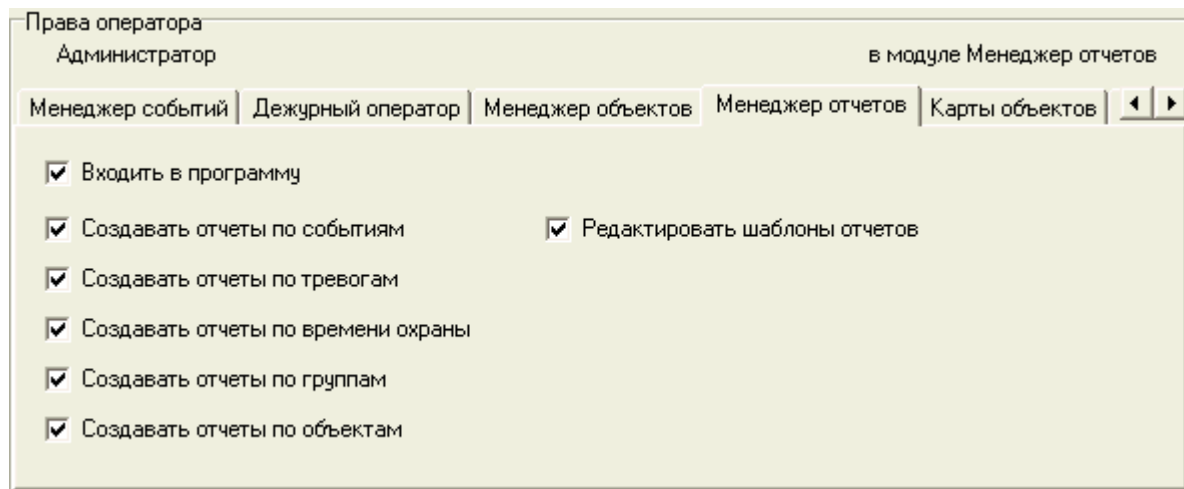 Права оператора
Администратор в модуле Менеджер отчетов
Менеджер событий Дежурный оператор Менеджер объектов Менеджер отчетов Карты объектов
Входить в программу
Создавать отчеты по событиям Редактировать шаблоны отчетов
Создавать отчеты по тревогам
Создавать отчеты по времени охраны
Создавать отчеты по группам
Создавать отчеты по объектам